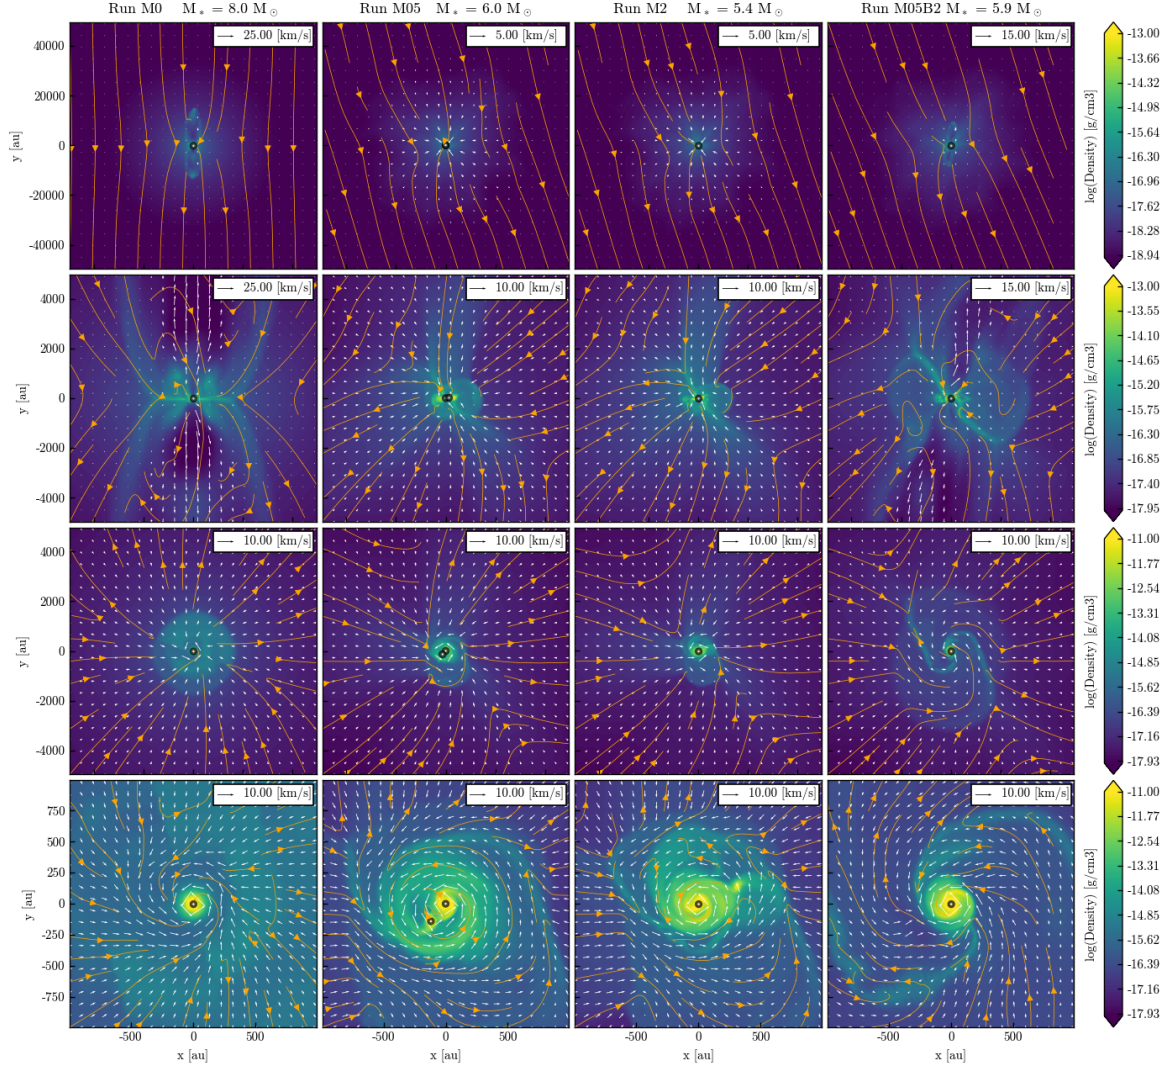 Run M0 M* = 8.0 M⊙
Run M05 M* = 6.0 M⊙
Run M2 M* = 5.4 M⊙
Run M05B2 M* = 5.9 M⊙
25.00 [km/s]
5.00 [km/s]
5.00 [km/s]
15.00 [km/s]
40000
20000
0
-20000
-40000
y [au]
-13.00
-13.66
-14.32
-14.98
-15.64
-16.30
-16.96
-17.62
-18.28
-18.94
log(Density) [g/cm3]
25.00 [km/s]
10.00 [km/s]
10.00 [km/s]
15.00 [km/s]
4000
2000
0
-2000
-4000
y [au]
-13.00
-13.55
-14.10
-14.65
-15.20
-15.75
-16.30
-16.85
-17.40
-17.95
log(Density) [g/cm3]
10.00 [km/s]
10.00 [km/s]
10.00 [km/s]
10.00 [km/s]
4000
2000
0
-2000
-4000
y [au]
-11.00
-11.77
-12.54
-13.31
-14.08
-14.85
-15.62
-16.39
-17.16
-17.93
log(Density) [g/cm3]
10.00 [km/s]
10.00 [km/s]
10.00 [km/s]
10.00 [km/s]
750
500
250
0
-250
-500
-750
y [au]
-11.00
-11.77
-12.54
-13.31
-14.08
-14.85
-15.62
-16.39
-17.16
-17.93
log(Density) [g/cm3]
-500 0 500
-500 0 500
-500 0 500
-500 0 500
x [au]
x [au]
x [au]
x [au]